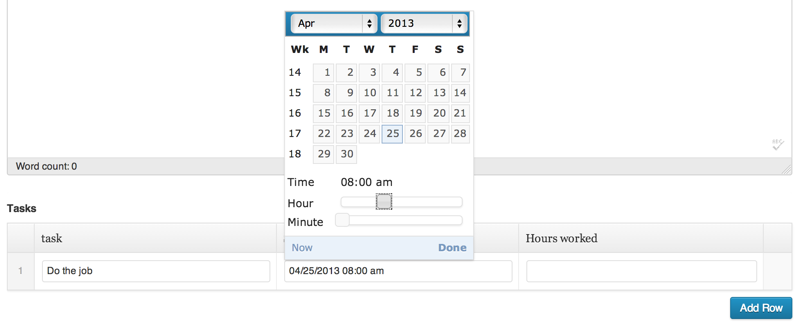 Apr 2013
Wk M T W T F S S
14 1 2 3 4 5 6 7
15 8 9 10 11 12 13 14
16 15 16 17 18 19 20 21
17 22 23 24 25 26 27 28
18 29 30
Word count: 0
Time 08:00 am
Hour
Minute
Now Done
Tasks
task Hours worked
1 Do the job 04/25/2013 08:00 am
Add Row